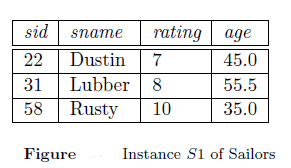 sid sname rating age
22 Dustin 7 45.0
31 Lubber 8 55.5
58 Rusty 10 35.0
Figure Instance S1 of Sailors